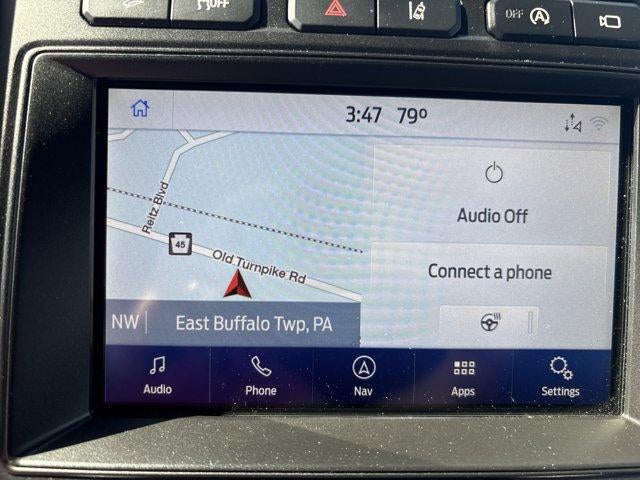 OFF
OFF
3:47 79°
Reitz Blvd
45
Old Turnpike Rd
Audio Off
Connect a phone
NW East Buffalo Twp, PA
Audio Phone Nav Apps Settings